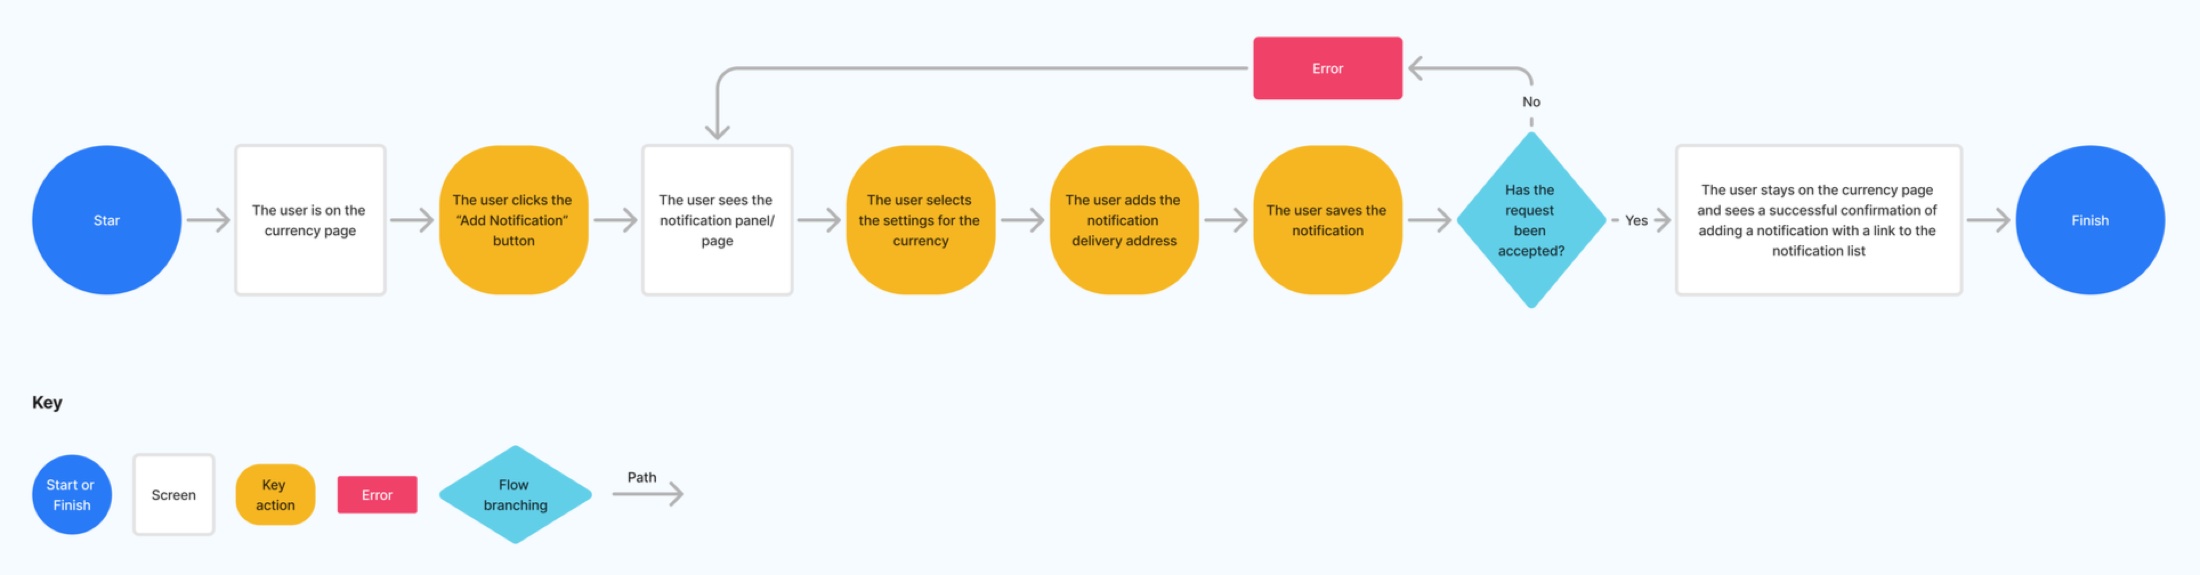 Error
No
Star
The user is on the
currency page
The user clicks the
“Add Notification”
button
The user sees the
notification panel/
page
The user selects
the settings for the
currency
The user adds the
notification
delivery address
The user saves the
notification
Has the
request
been
accepted?
Yes
The user stays on the currency page
and sees a successful confirmation of
adding a notification with a link to the
notification list
Finish
Key
Start or
Finish
Screen
Key
action
Error
Flow
branching
Path